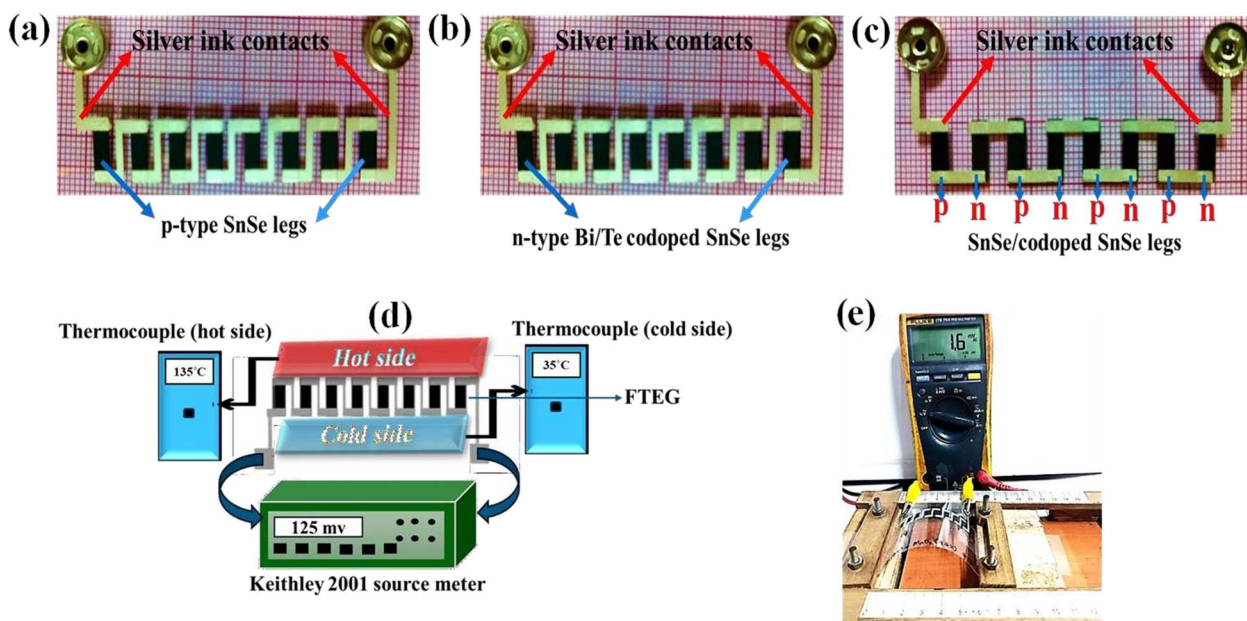 (a)
Silver ink contacts
p-type SnSe legs
(b)
Silver ink contacts
n-type Bi/Te codoped SnSe legs
(c)
Silver ink contacts
p n p n p n p n
SnSe/codoped SnSe legs
(d)
Thermocouple (hot side)
135°C
Hot side
Thermocouple (cold side)
35°C
FTEG
Cold side
125 mv
Keithley 2001 source meter
(e)
FLUKE
1.6